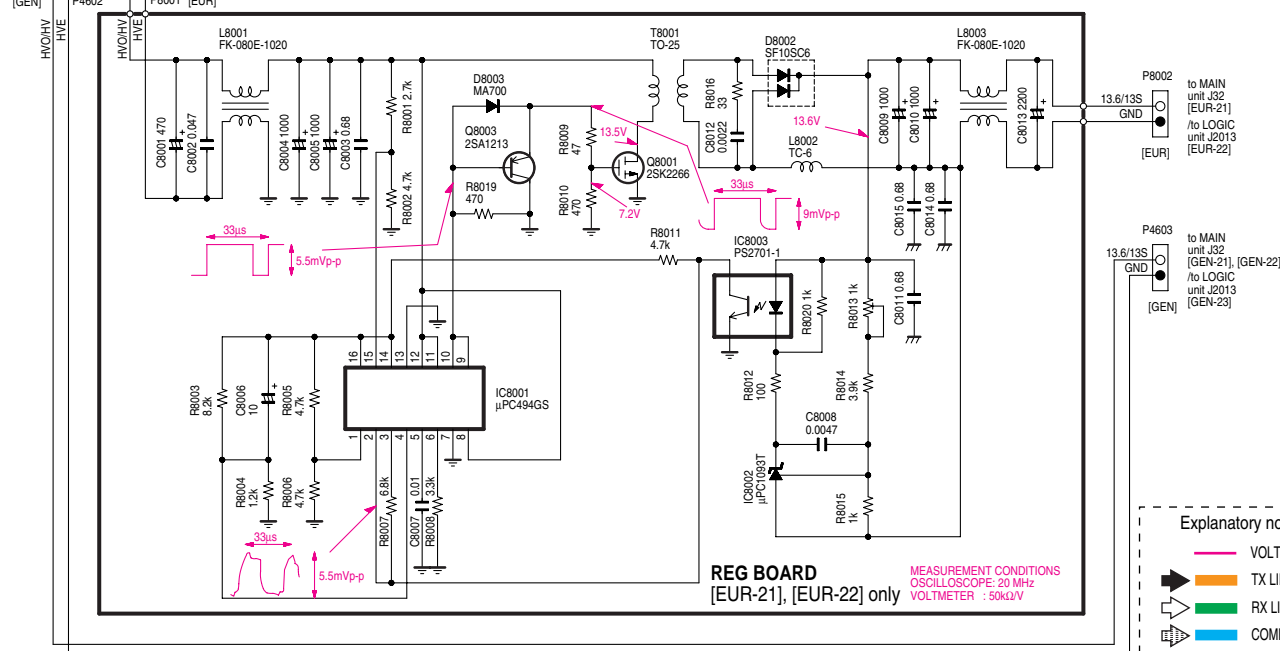 [GEN]
P4602
P8001
[EUR]
HVO/HV
HVE
HVO/HV
HVE
L8001
FK-080E-1020
T8001
TO-25
D8002
SF10SC6
L8003
FK-080E-1020
C8001 470
C8002 0.047
C8004 1000
C8005 1000
C8003 0.68
R8001 2.7k
R8002 4.7k
D8003
MA700
Q8003
2SA1213
R8019
470
R8009
47
R8010
470
13.5V
Q8001
2SK2266
7.2V
R8016
33
C8012
0.0022
13.6V
L8002
TC-6
C8009 1000
C8010 1000
C8013 2200
C8015 0.68
C8014 0.68
P8002
13.6/13S
GND
[EUR]
to MAIN
unit J32
[EUR-21]
/to LOGIC
unit J2013
[EUR-22]
P4603
13.6/13S
GND
[GEN]
to MAIN
unit J32
[GEN-21], [GEN-22]
/to LOGIC
unit J2013
[GEN-23]
33µs
5.5mVp-p
33µs
9mVp-p
R8011
4.7k
IC8003
PS2701-1
R8020 1k
R8013 1k
C8011 0.68
R8003
8.2k
C8006
10
R8005
4.7k
16
15
14
13
12
11
10
9
IC8001
µPC494GS
1
2
3
4
5
6
7
8
R8012
100
R8014
3.9k
C8008
0.0047
IC8002
µPC1093T
R8015
1k
R8004
1.2k
R8006
4.7k
R8007
6.8k
C8007
0.01
R8008
3.3k
33µs
5.5mVp-p
REG BOARD
[EUR-21], [EUR-22] only
MEASUREMENT CONDITIONS
OSCILLOSCOPE: 20 MHz
VOLTMETER : 50kΩ/V
Explanatory no
VOLT
TX LI
RX LI
COM